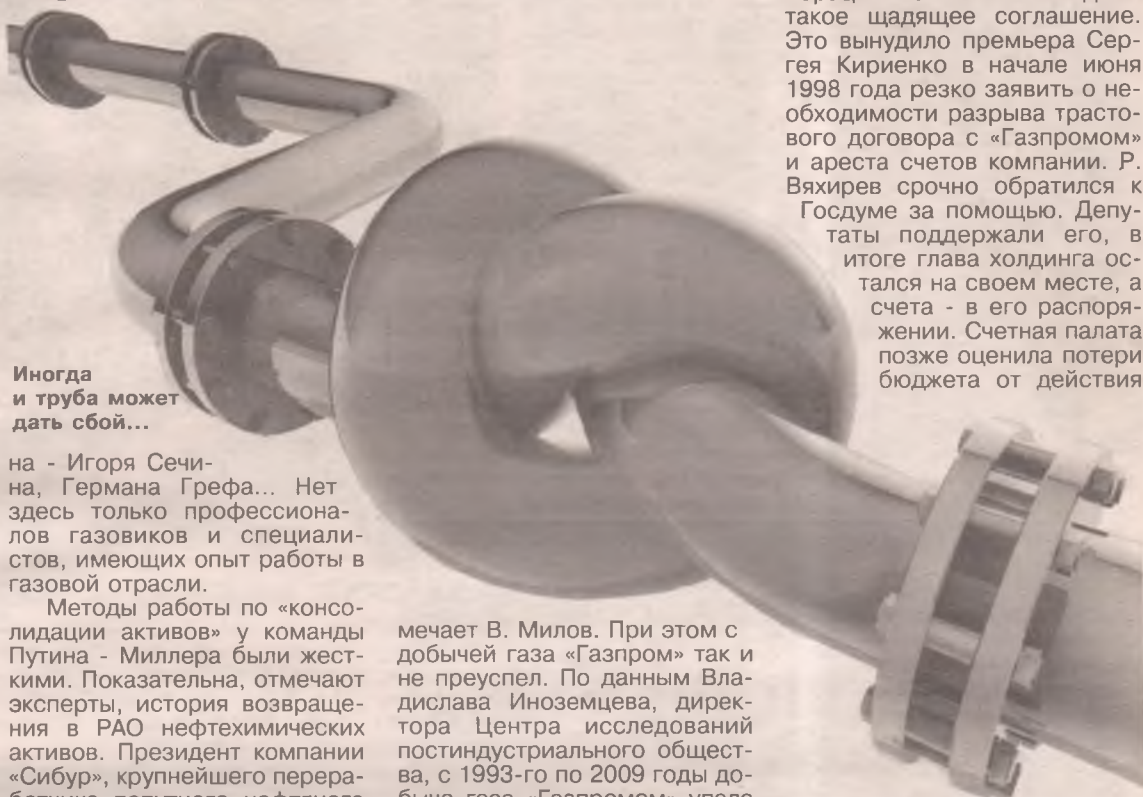 Иногда
и труба может
дать сбой...
на - Игоря Сечи-
на, Германа Грефа... Нет
здесь только профессиона-
лов газовиков и специали-
стов, имеющих опыт работы в
газовой отрасли.
Методы работы по «консо-
лидации активов» у команды
Путина - Миллера были жест-
кими. Показательна, отмечают
эксперты, история возвраще-
ния в РАО нефтехимических
активов. Президент компании
«Сибур», крупнейшего перера-
мечает В. Милов. При этом с
добычей газа «Газпром» так и
не преуспел. По данным Вла-
дислава Иноземцева, дирек-
тора Центра исследований
постиндустриального общест-
ва, с 1993-го по 2009 годы до-
быча газа «Газпромом» упала
такое щадящее соглашение.
Это вынудило премьера Сер-
гея Кириенко в начале июня
1998 года резко заявить о не-
обходимости разрыва трасто-
вого договора с «Газпромом»
и ареста счетов компании. Р.
Вяхирев срочно обратился к
Госдуме за помощью. Депу-
таты поддержали его, в
итоге глава холдинга ос-
тался на своем месте, а
счета - в его распоря-
жении. Счетная палата
позже оценила потери
бюджета от действия